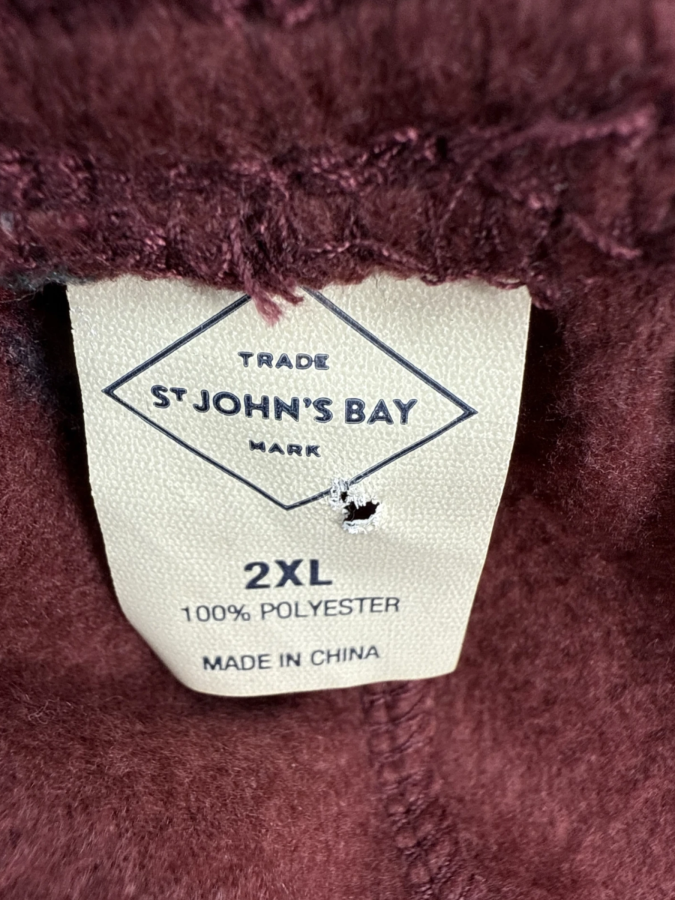 TRADE
ST JOHN'S BAY
MARK
2XL
100% POLYESTER
MADE IN CHINA